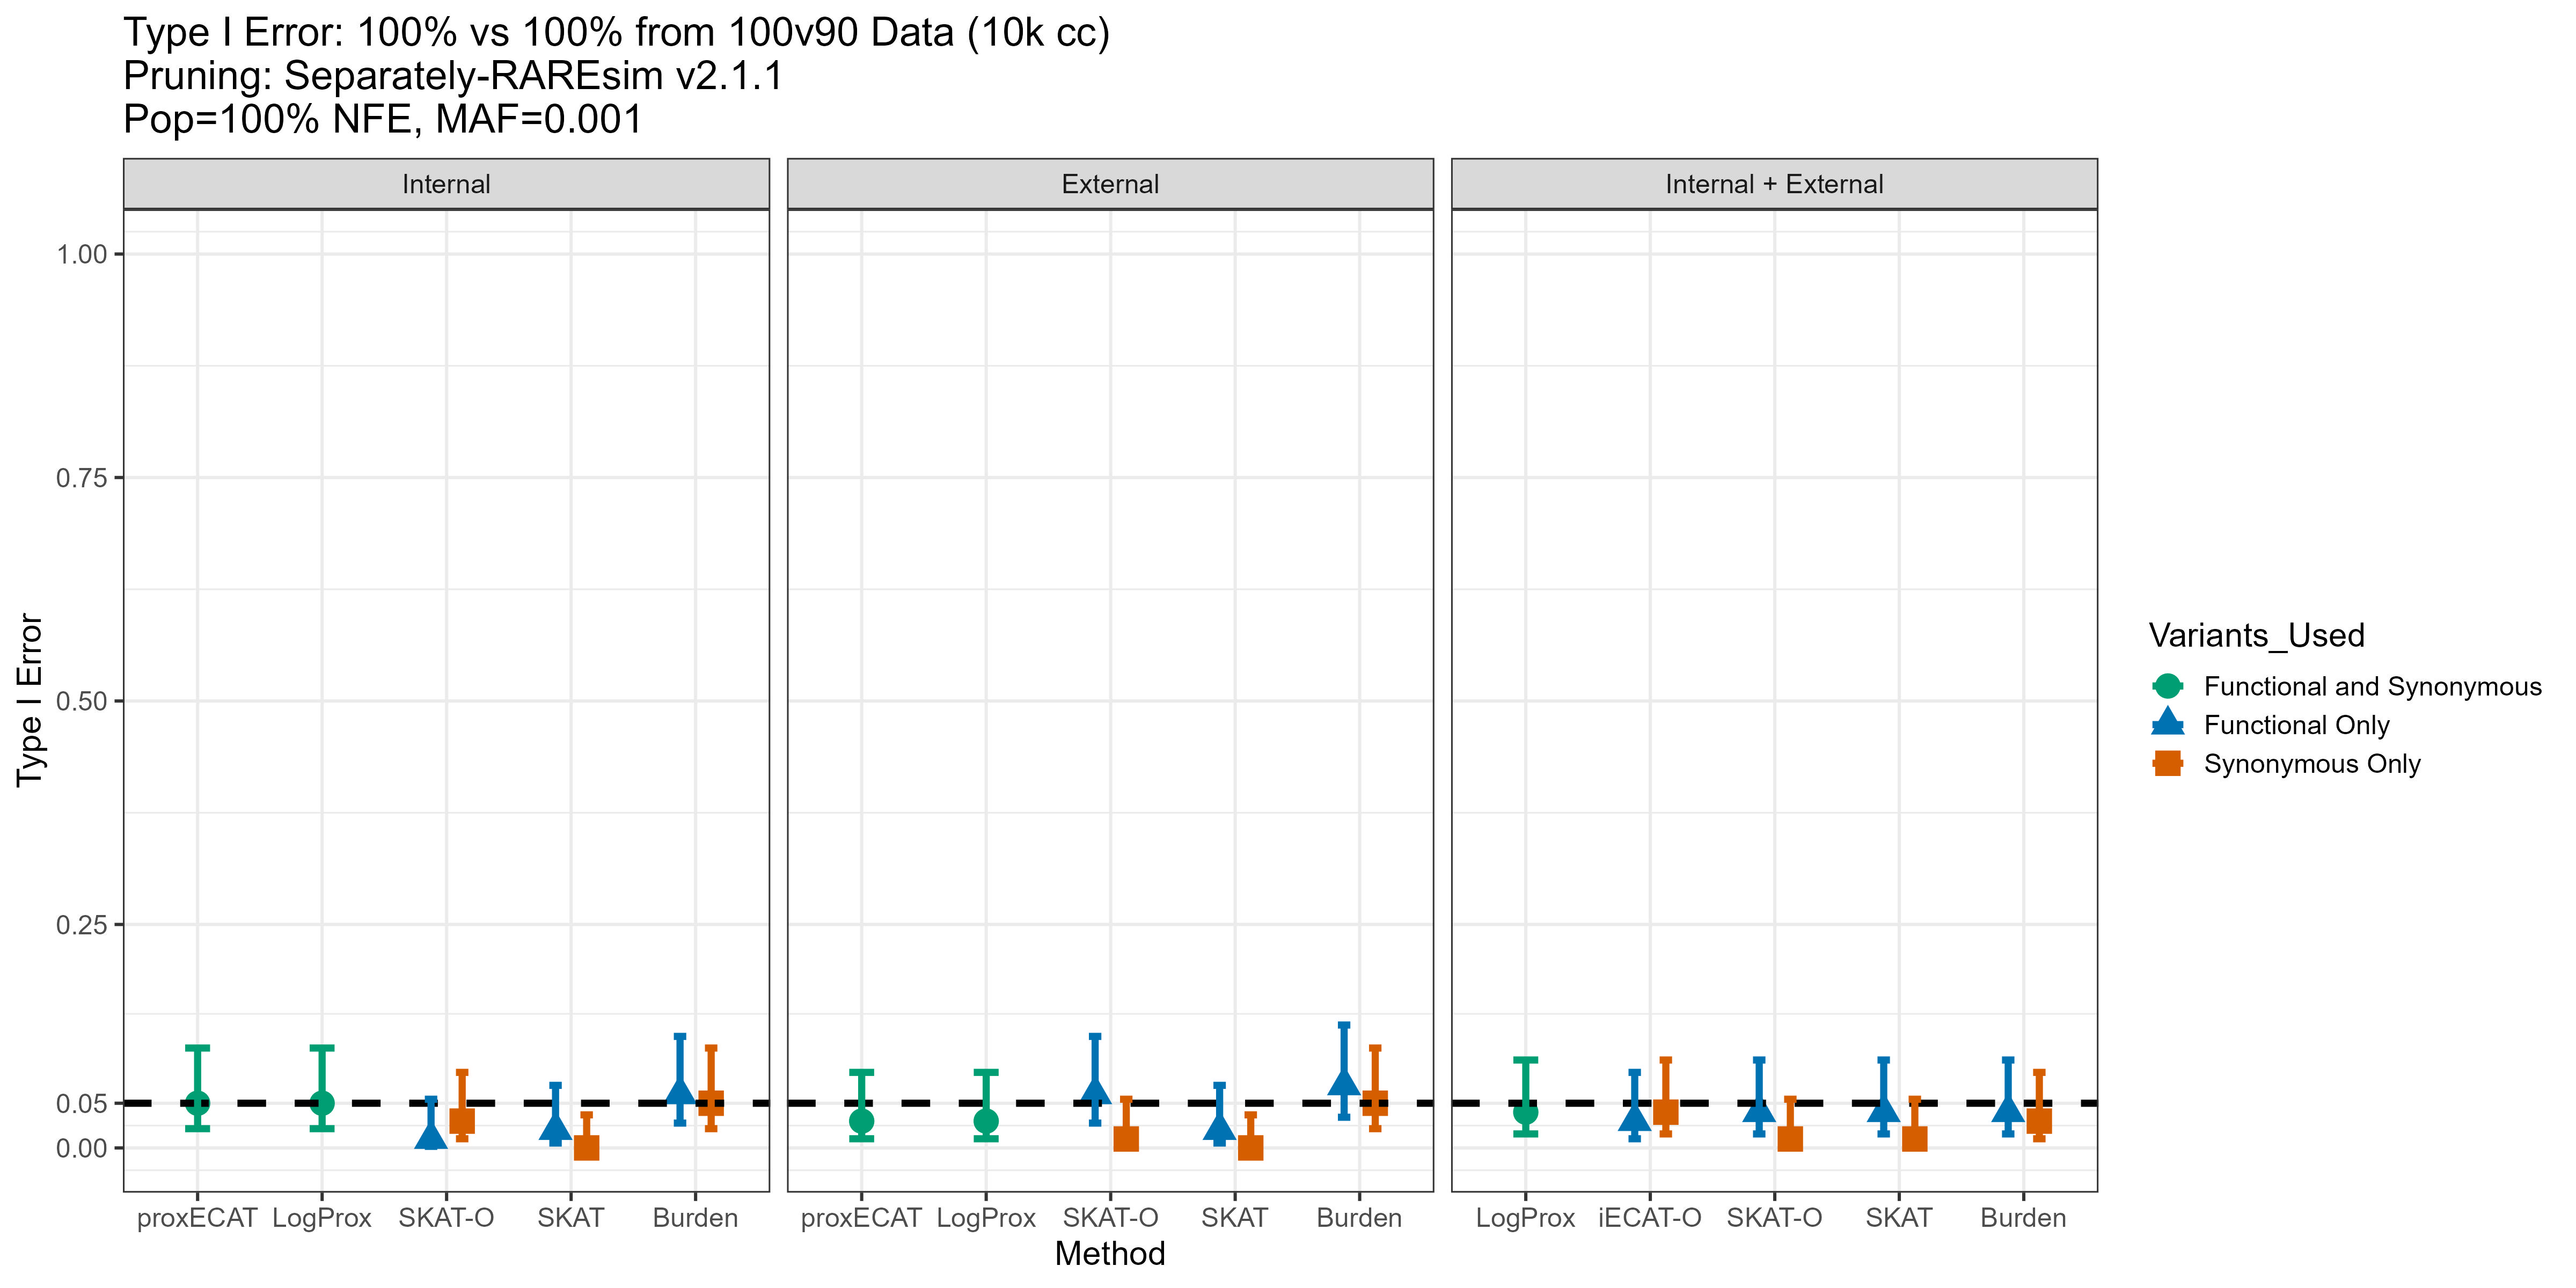 Type I Error: 100% vs 100% from 100v90 Data (10k cc)
Pruning: Separately-RAREsim v2.1.1
Pop=100% NFE, MAF=0.001
Internal
External
Internal + External
Type I Error
1.00
0.75
0.50
0.25
0.05
0.00
proxECAT LogProx SKAT-O SKAT Burden
proxECAT LogProx SKAT-O SKAT Burden
LogProx iECAT-O SKAT-O SKAT Burden
Method
Variants_Used
Functional and Synonymous
Functional Only
Synonymous Only